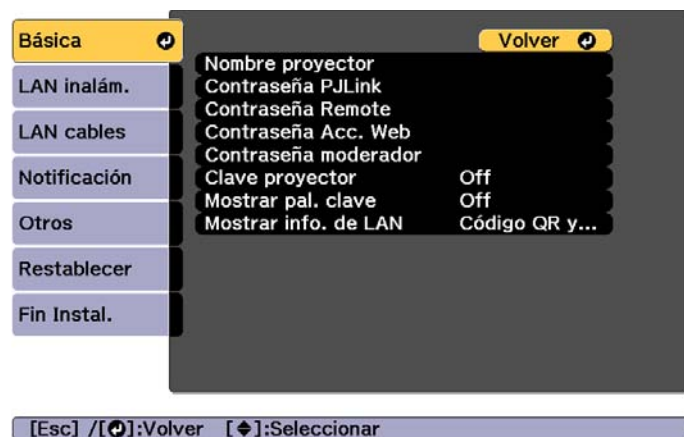 Básica
Volver
Nombre proyector
LAN inalám.
Contraseña PJLink
Contraseña Remote
LAN cables
Contraseña Acc. Web
Contraseña moderador
Notificación
Clave proyector Off
Mostrar pal. clave Off
Otros
Mostrar info. de LAN Código QR y...
Restablecer
Fin Instal.
[Esc] /[ ]:Volver [ ]:Seleccionar